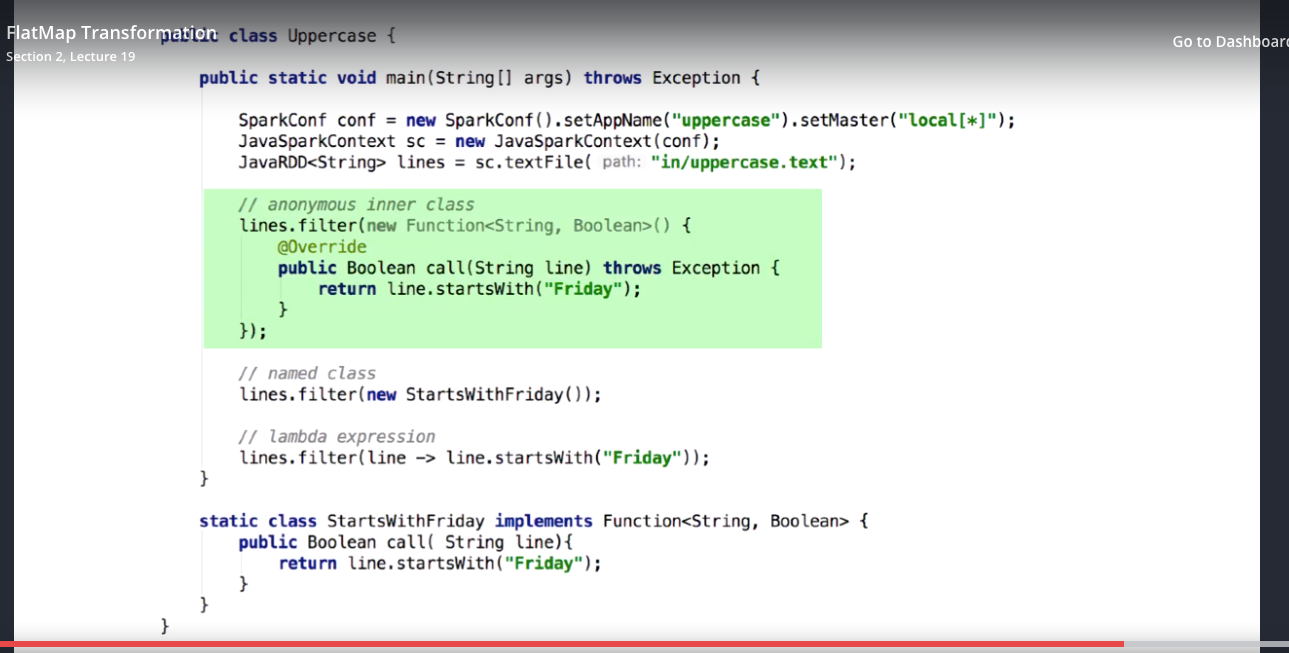 FlatMap Transformation
Section 2, Lecture 19
Go to Dashboard
public class Uppercase {
public static void main(String[] args) throws Exception {
SparkConf conf = new SparkConf().setAppName("uppercase").setMaster("local[*]");
JavaSparkContext sc = new JavaSparkContext(conf);
JavaRDD<String> lines = sc.textFile( path: "in/uppercase.text");
// anonymous inner class
lines.filter(new Function<String, Boolean>() {
@Override
public Boolean call(String line) throws Exception {
return line.startsWith("Friday");
}
});
// named class
lines.filter(new StartsWithFriday());
// lambda expression
lines.filter(line -> line.startsWith("Friday"));
}
static class StartsWithFriday implements Function<String, Boolean> {
public Boolean call( String line){
return line.startsWith("Friday");
}
}
}